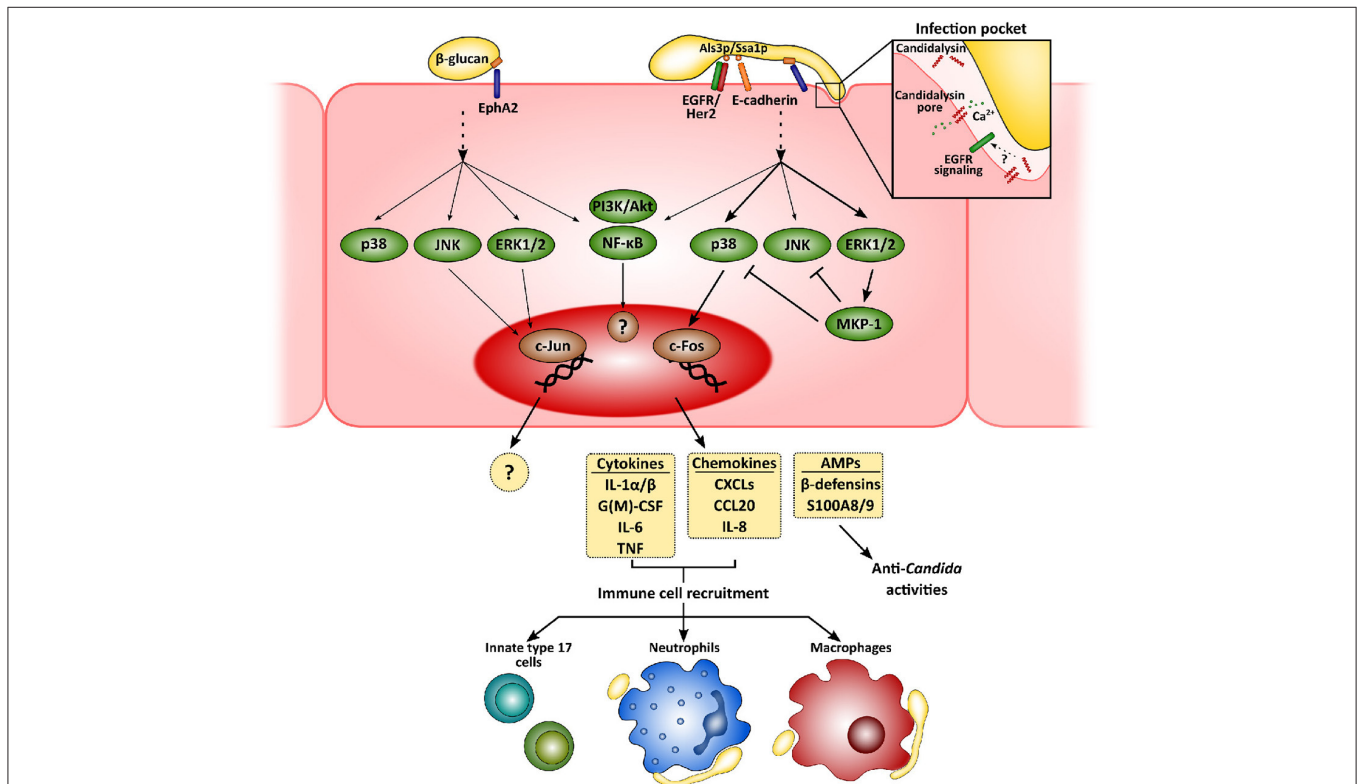 Infection pocket
Als3p/Ssa1p
β-glucan
EphA2
EGFR/
Her2
E-cadherin
Candidalysin
Candidalysin
pore
Ca²⁺
EGFR
signaling
?
PI3K/Akt
p38
JNK
ERK1/2
NF-κB
p38
JNK
ERK1/2
MKP-1
?
c-Jun
c-Fos
?
Cytokines
IL-1α/β
G(M)-CSF
IL-6
TNF
Chemokines
CXCLs
CCL20
IL-8
AMPs
β-defensins
S100A8/9
Anti-Candida
activities
Immune cell recruitment
Innate type 17
cells
Neutrophils
Macrophages